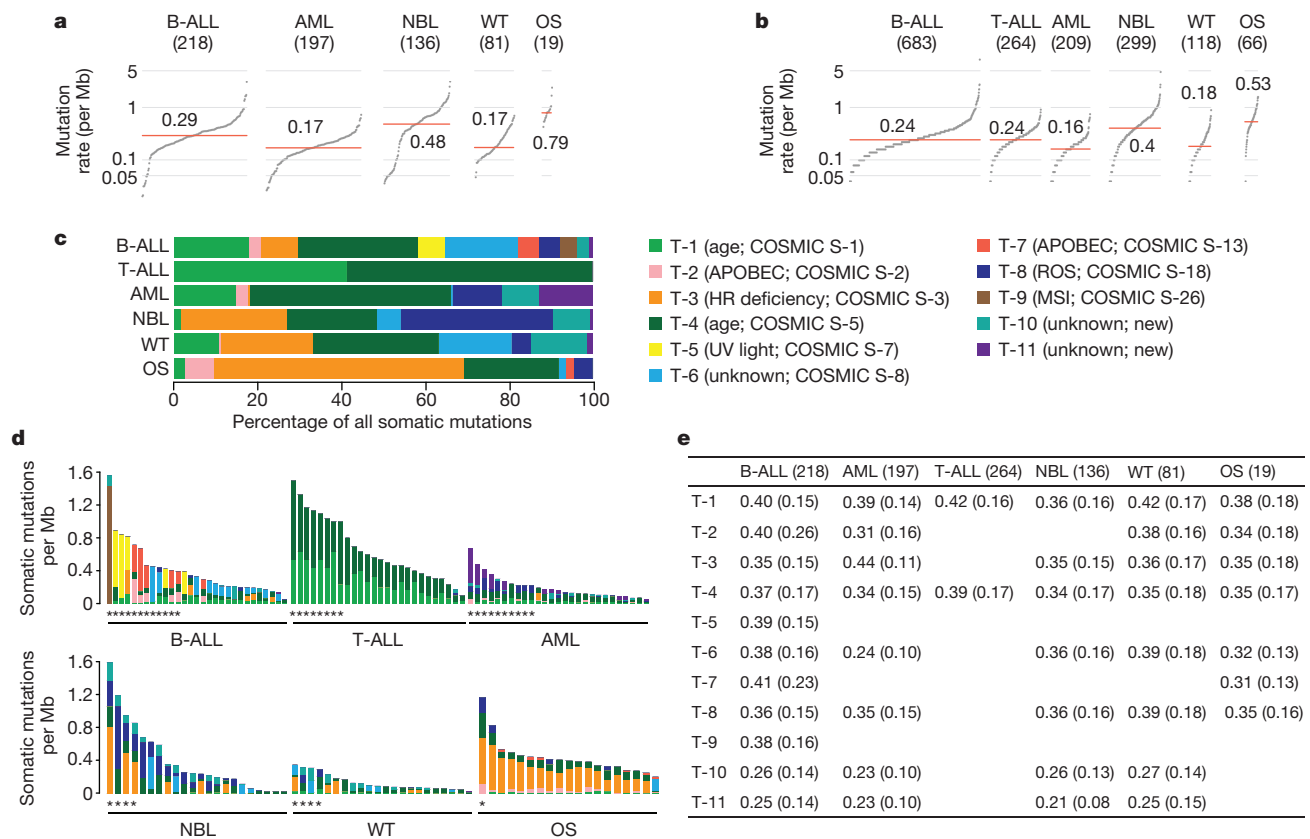 a
B-ALL (218) AML (197) NBL (136) WT (81) OS (19)
Mutation rate (per Mb)
5
1
0.1
0.05
0.29 0.17 0.48 0.17 0.79
b
B-ALL (683) T-ALL (264) AML (209) NBL (299) WT (118) OS (66)
Mutation rate (per Mb)
5
1
0.1
0.05
0.24 0.24 0.16 0.4 0.18 0.53
c
B-ALL
T-ALL
AML
NBL
WT
OS
0 20 40 60 80 100
Percentage of all somatic mutations
T-1 (age; COSMIC S-1)
T-2 (APOBEC; COSMIC S-2)
T-3 (HR deficiency; COSMIC S-3)
T-4 (age; COSMIC S-5)
T-5 (UV light; COSMIC S-7)
T-6 (unknown; COSMIC S-8)
T-7 (APOBEC; COSMIC S-13)
T-8 (ROS; COSMIC S-18)
T-9 (MSI; COSMIC S-26)
T-10 (unknown; new)
T-11 (unknown; new)
d
Somatic mutations per Mb
1.6
1.2
0.8
0.4
0
B-ALL T-ALL AML
Somatic mutations per Mb
1.6
1.2
0.8
0.4
0
NBL WT OS
e
B-ALL (218) AML (197) T-ALL (264) NBL (136) WT (81) OS (19)
T-1 0.40 (0.15) 0.39 (0.14) 0.42 (0.16) 0.36 (0.16) 0.42 (0.17) 0.38 (0.18)
T-2 0.40 (0.26) 0.31 (0.16) 0.38 (0.16) 0.34 (0.18)
T-3 0.35 (0.15) 0.44 (0.11) 0.35 (0.15) 0.36 (0.17) 0.35 (0.18)
T-4 0.37 (0.17) 0.34 (0.15) 0.39 (0.17) 0.34 (0.17) 0.35 (0.18) 0.35 (0.17)
T-5 0.39 (0.15)
T-6 0.38 (0.16) 0.24 (0.10) 0.36 (0.16) 0.39 (0.18) 0.32 (0.13)
T-7 0.41 (0.23) 0.31 (0.13)
T-8 0.36 (0.15) 0.35 (0.15) 0.36 (0.16) 0.39 (0.18) 0.35 (0.16)
T-9 0.38 (0.16)
T-10 0.26 (0.14) 0.23 (0.10) 0.26 (0.13) 0.27 (0.14)
T-11 0.25 (0.14) 0.23 (0.10) 0.21 (0.08 0.25 (0.15)